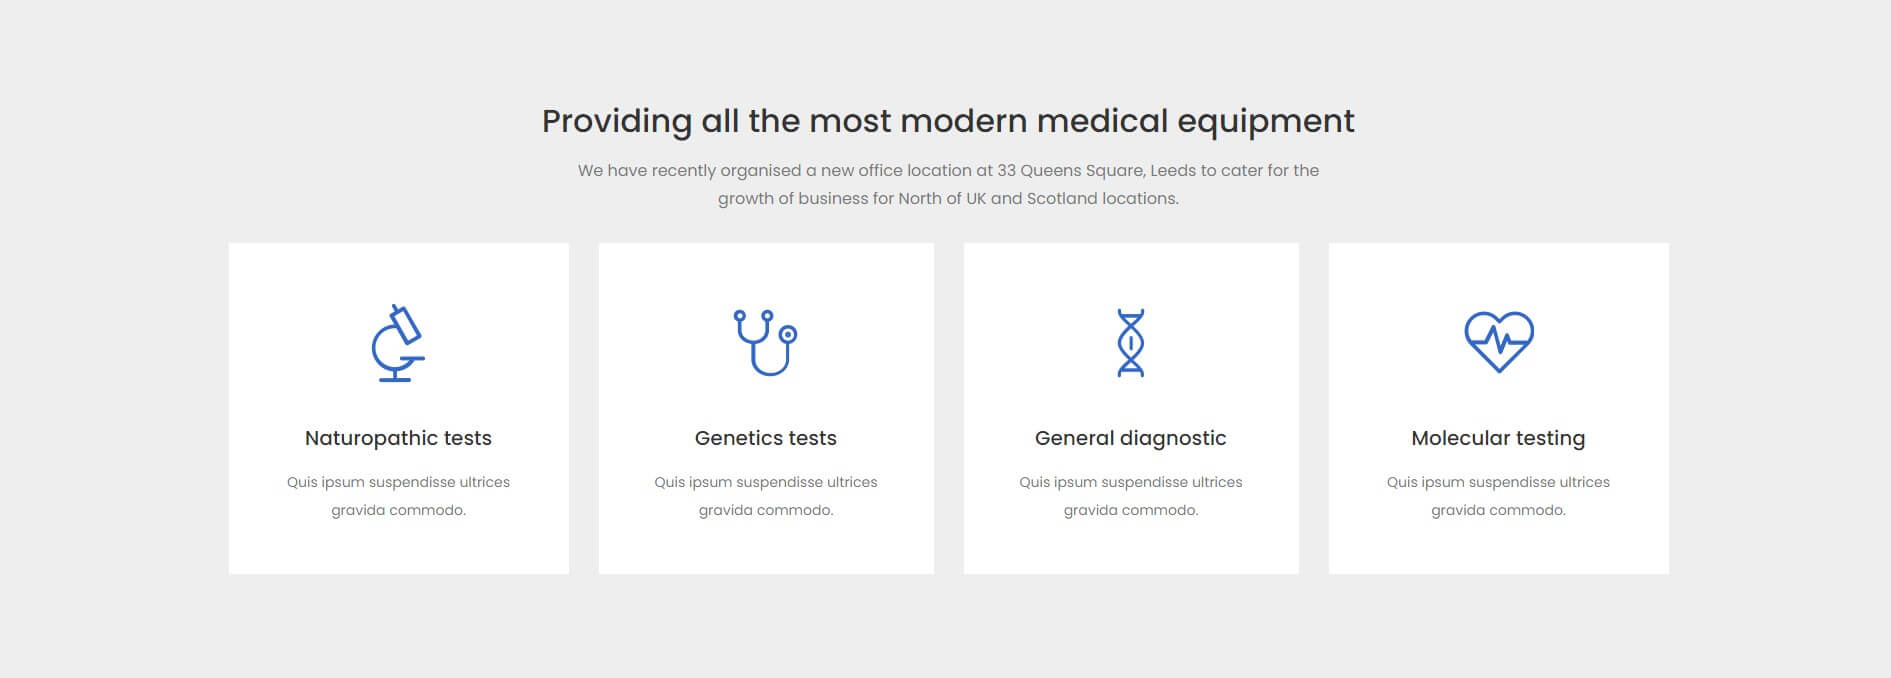 Providing all the most modern medical equipment
We have recently organised a new office location at 33 Queens Square, Leeds to cater for the
growth of business for North of UK and Scotland locations.
Naturopathic tests
Quis ipsum suspendisse ultrices
gravida commodo.
Genetics tests
Quis ipsum suspendisse ultrices
gravida commodo.
General diagnostic
Quis ipsum suspendisse ultrices
gravida commodo.
Molecular testing
Quis ipsum suspendisse ultrices
gravida commodo.